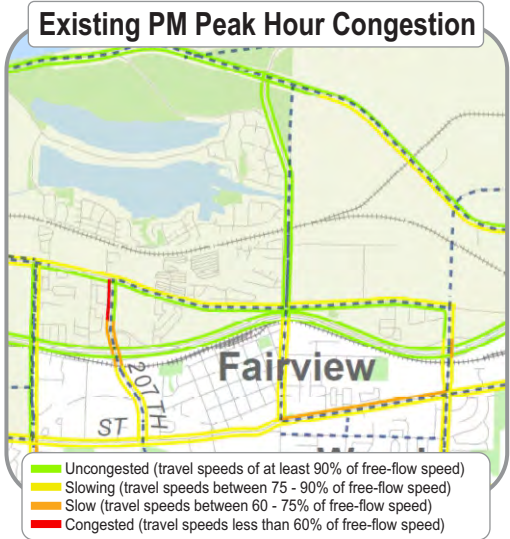 Existing PM Peak Hour Congestion
207 TH
Fairview
ST
Uncongested (travel speeds of at least 90% of free-flow speed)
Slowing (travel speeds between 75 - 90% of free-flow speed)
Slow (travel speeds between 60 - 75% of free-flow speed)
Congested (travel speeds less than 60% of free-flow speed)